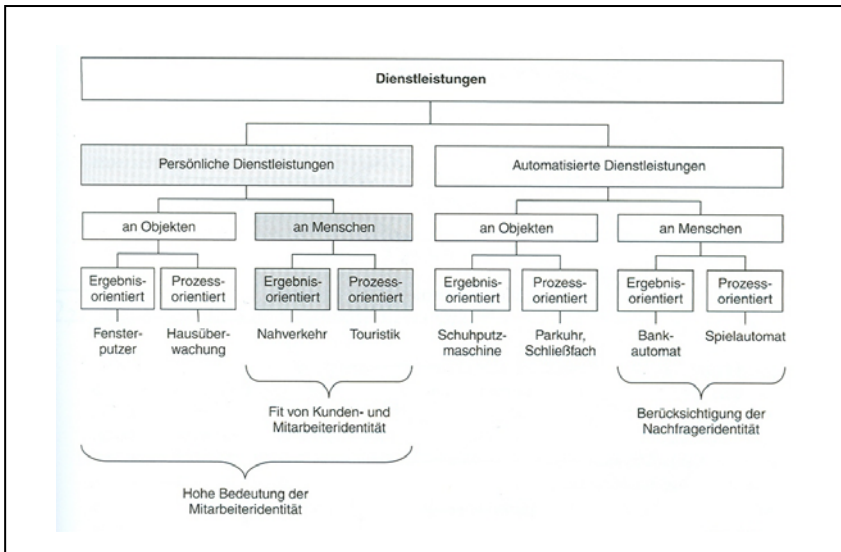 Dienstleistungen
Persönliche Dienstleistungen
Automatisierte Dienstleistungen
an Objekten
an Menschen
an Objekten
an Menschen
Ergebnis-
orientiert
Prozess-
orientiert
Ergebnis-
orientiert
Prozess-
orientiert
Ergebnis-
orientiert
Prozess-
orientiert
Ergebnis-
orientiert
Prozess-
orientiert
Fenster-
putzer
Hausüber-
wachung
Nahverkehr
Touristik
Schuhputz-
maschine
Parkuhr,
Schließfach
Bank-
automat
Spielautomat
Fit von Kunden- und
Mitarbeiteridentität
Berücksichtigung der
Nachfrageridentität
Hohe Bedeutung der
Mitarbeiteridentität